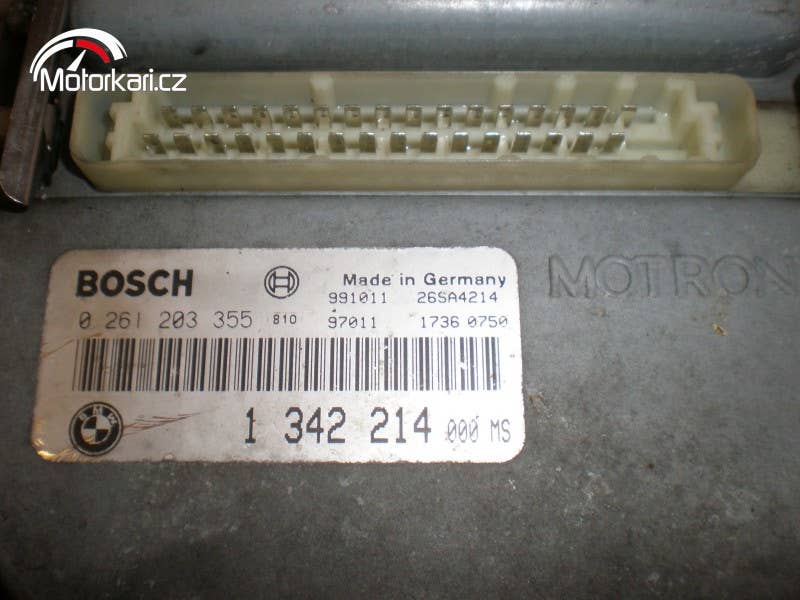 Motorkari.cz
BOSCH
Made in Germany
991011 26SA4214
0 261 203 355 810
97011 1736 0750
MOTRON
BMW
1 342 214 000 MS